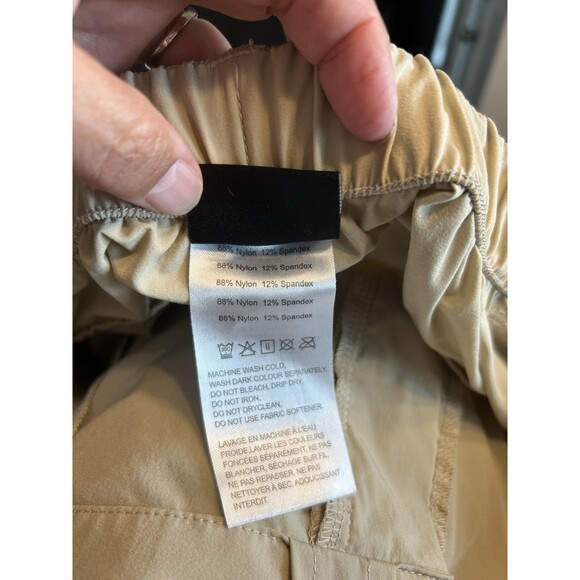 88% Nylon 12% Spandex
88% Nylon 12% Spandex
88% Nylon 12% Spandex
88% Nylon 12% Spandex
88% Nylon 12% Spandex
MACHINE WASH COLD,
WASH DARK COLOUR SEPARATELY,
DO NOT BLEACH, DRIP DRY,
DO NOT IRON,
DO NOT DRYCLEAN,
DO NOT USE FABRIC SOFTENER.
LAVAGE EN MACHINE À L'EAU
FROIDE,LAVER LES COULEURS
FONCÉES SÉPARÉMENT. NE PAS
BLANCHIR, SÉCHAGE SUR FIL,
NE PAS REPASSER, NE PAS
NETTOYER À SEC, ADOUCISSANT
INTERDIT.